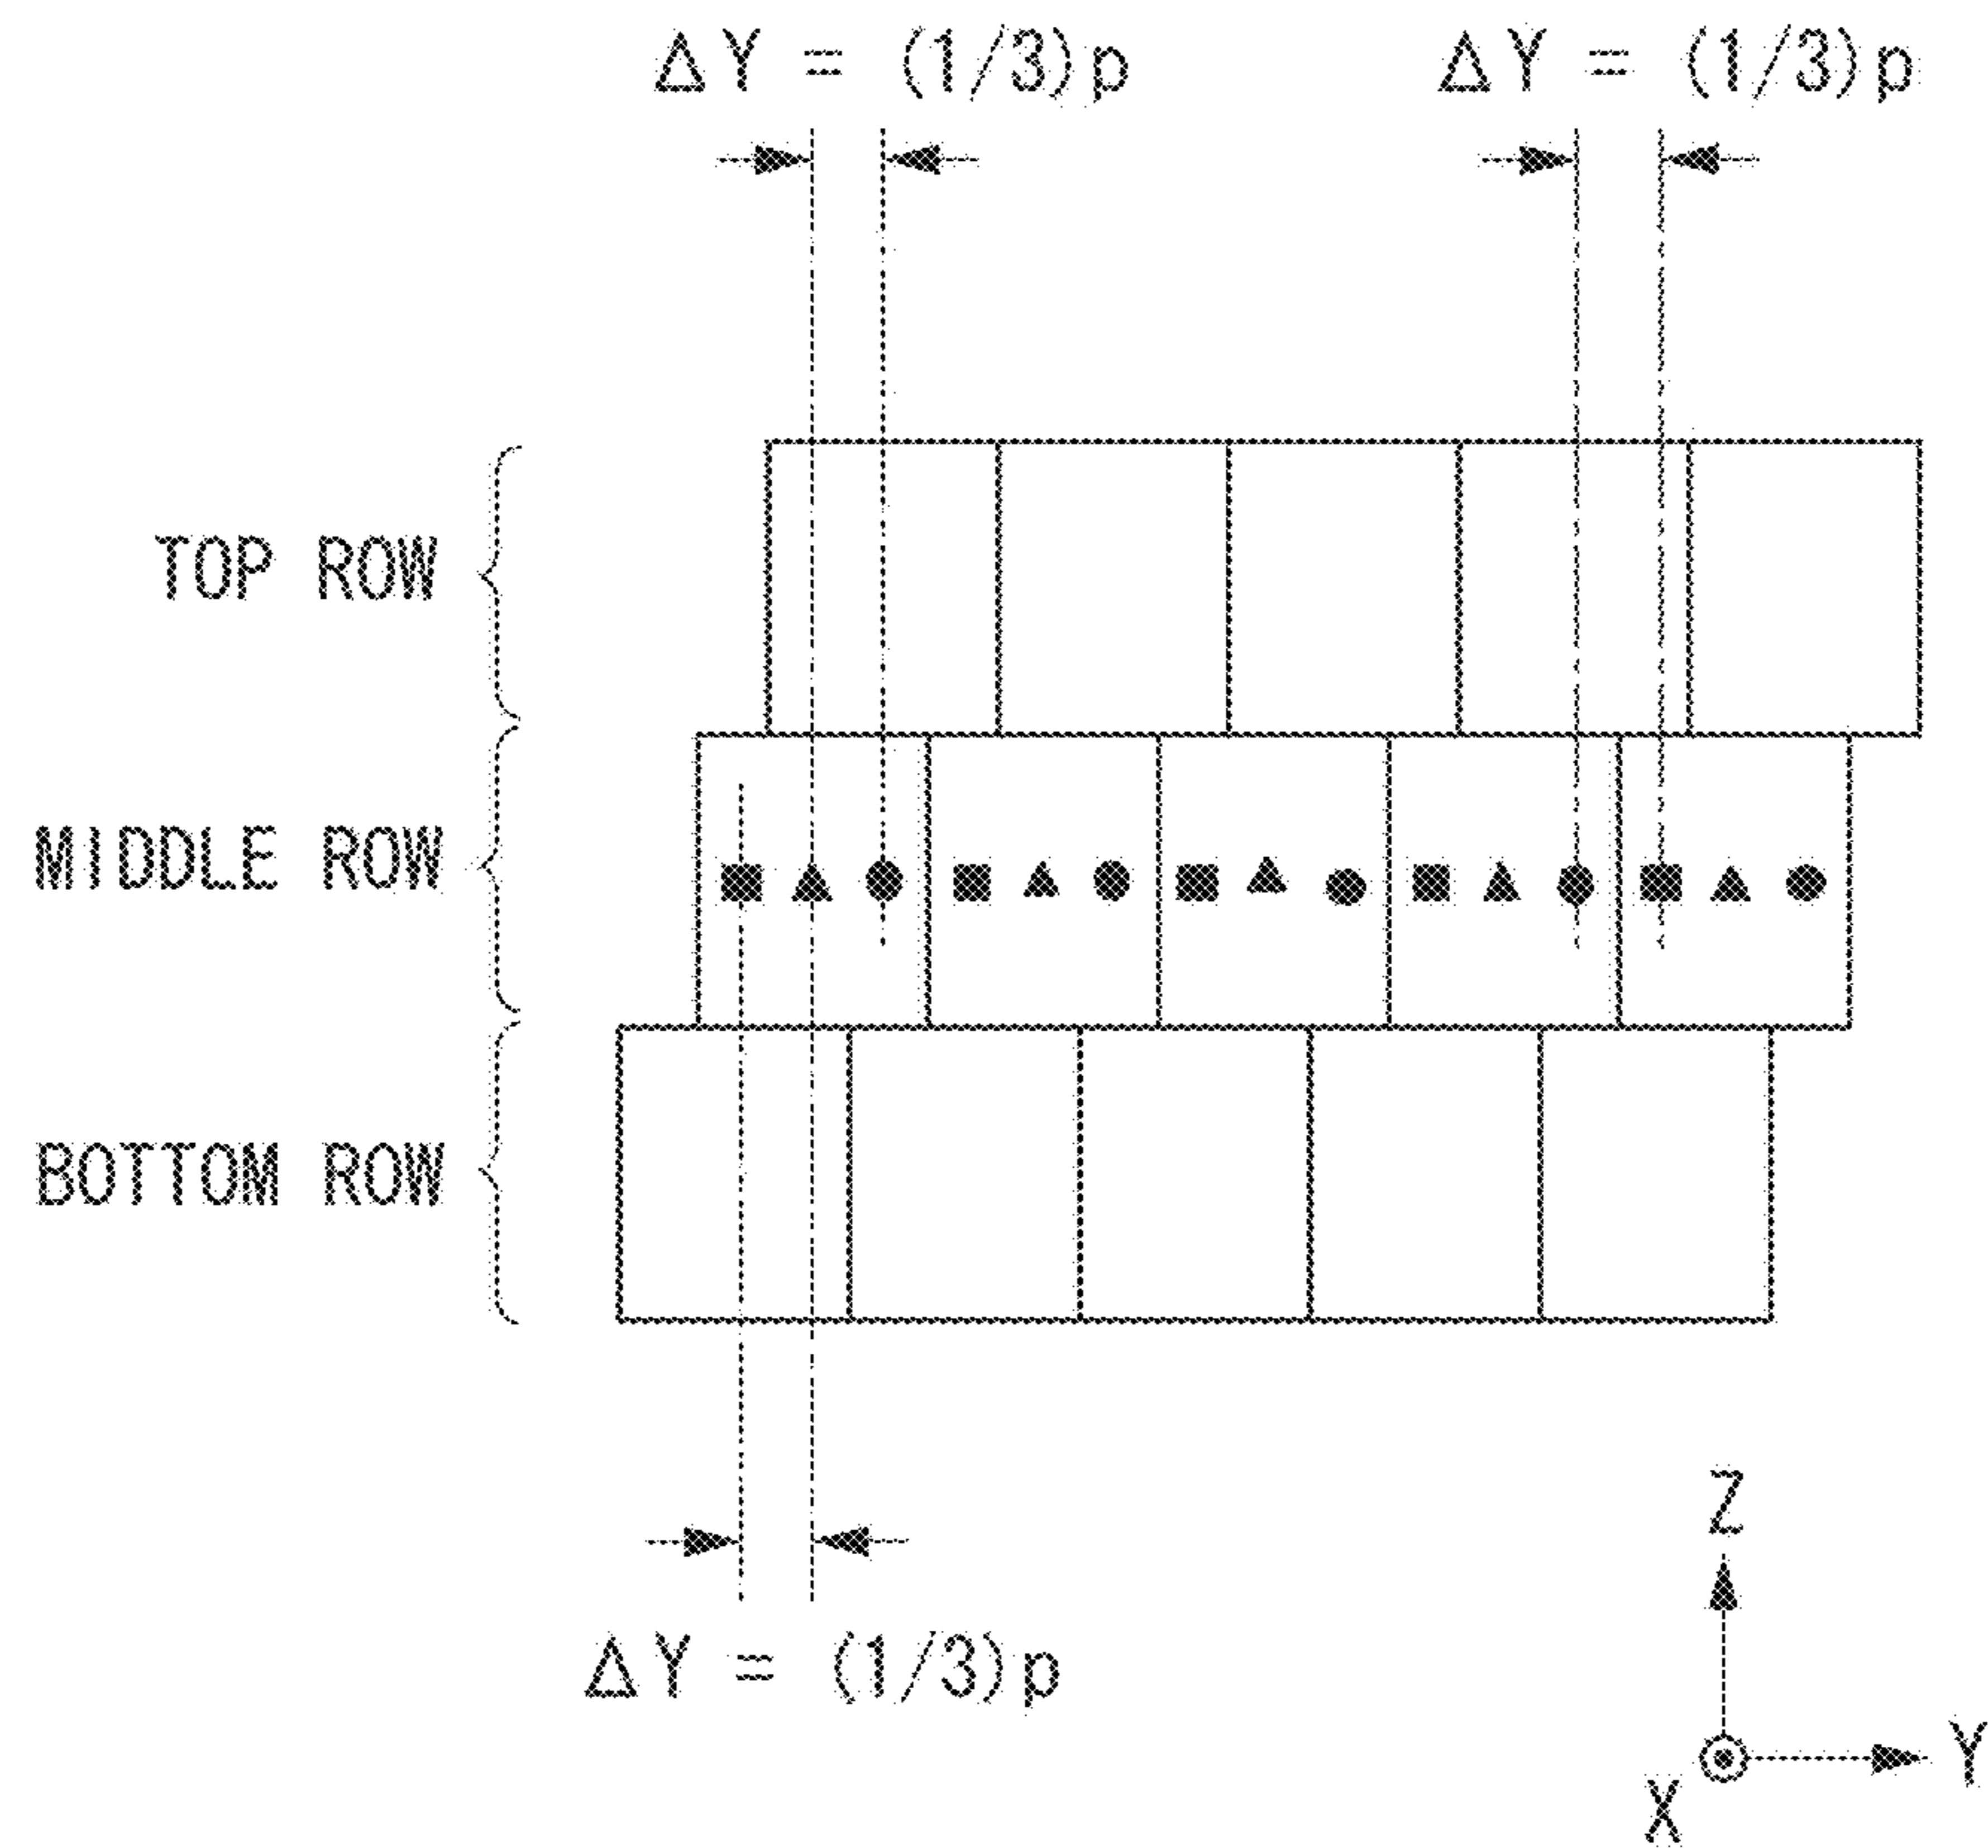 ΔY = (1/3)p
ΔY = (1/3)p
TOP ROW
MIDDLE ROW
BOTTOM ROW
ΔY = (1/3)p
Z
Y
X